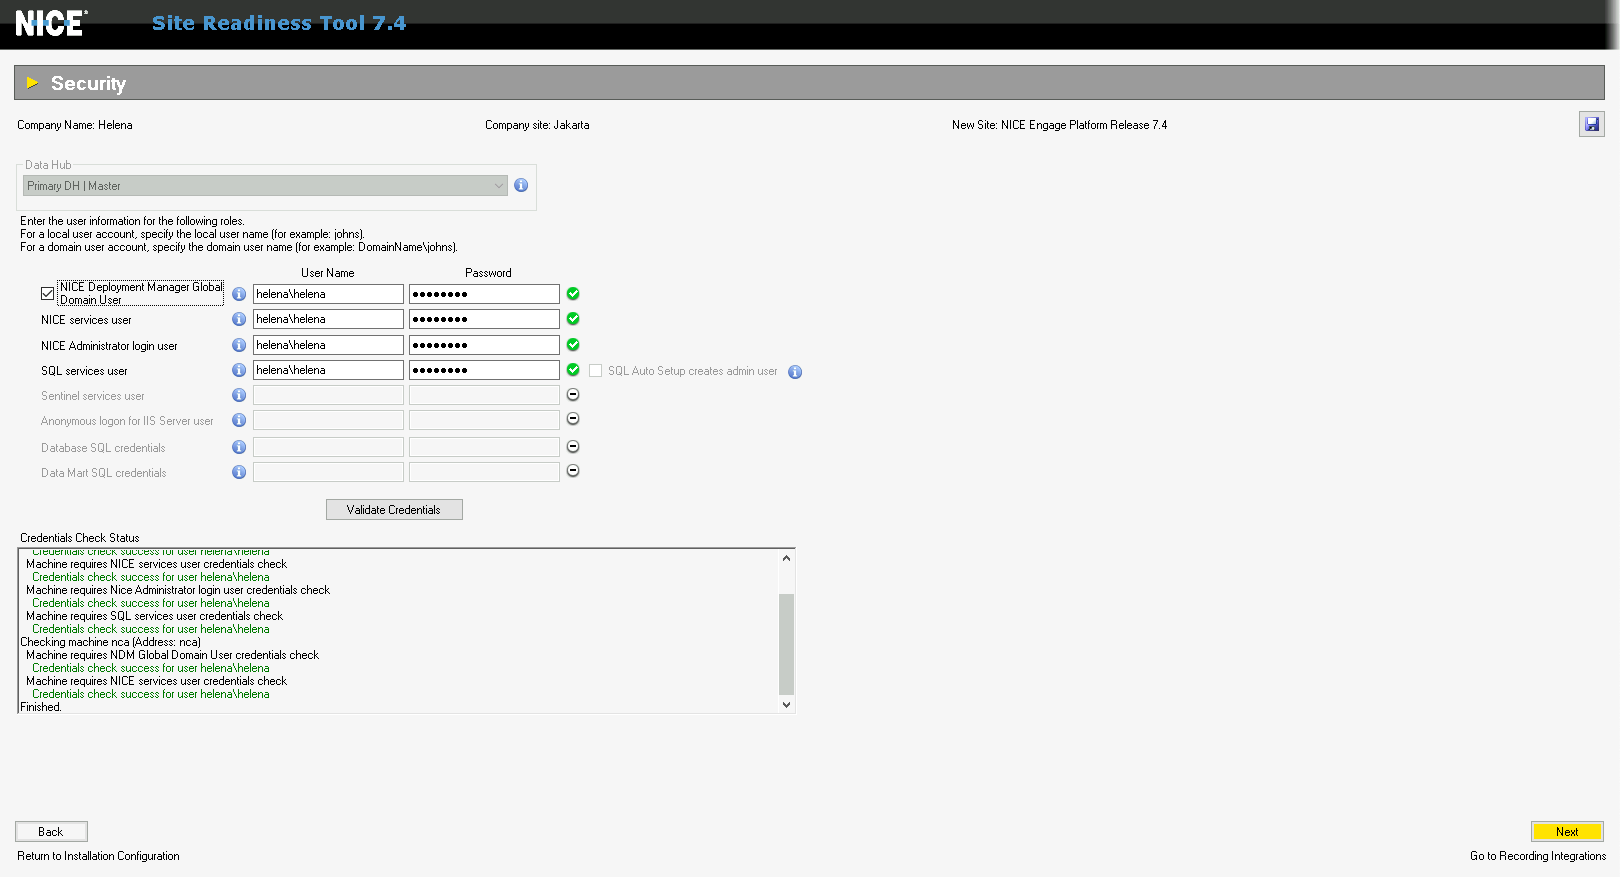 NICE®
Site Readiness Tool 7.4
Security
Company Name: Helena
Company site: Jakarta
New Site: NICE Engage Platform Release 7.4
Data Hub
Primary DH | Master
Enter the user information for the following roles.
For a local user account, specify the local user name (for example: johns).
For a domain user account, specify the domain user name (for example: DomainName\johns).
User Name Password
NICE Deployment Manager Global
Domain User
helena\helena ●●●●●●●●
NICE services user helena\helena ●●●●●●●●
NICE Administrator login user helena\helena ●●●●●●●●
SQL services user helena\helena ●●●●●●●● SQL Auto Setup creates admin user
Sentinel services user
Anonymous logon for IIS Server user
Database SQL credentials
Data Mart SQL credentials
Validate Credentials
Credentials Check Status
Credentials check success for user helena\helena
Machine requires NICE services user credentials check
Credentials check success for user helena\helena
Machine requires Nice Administrator login user credentials check
Credentials check success for user helena\helena
Machine requires SQL services user credentials check
Credentials check success for user helena\helena
Checking machine nca (Address: nca)
Machine requires NDM Global Domain User credentials check
Credentials check success for user helena\helena
Machine requires NICE services user credentials check
Credentials check success for user helena\helena
Finished.
Back
Return to Installation Configuration
Next
Go to Recording Integrations